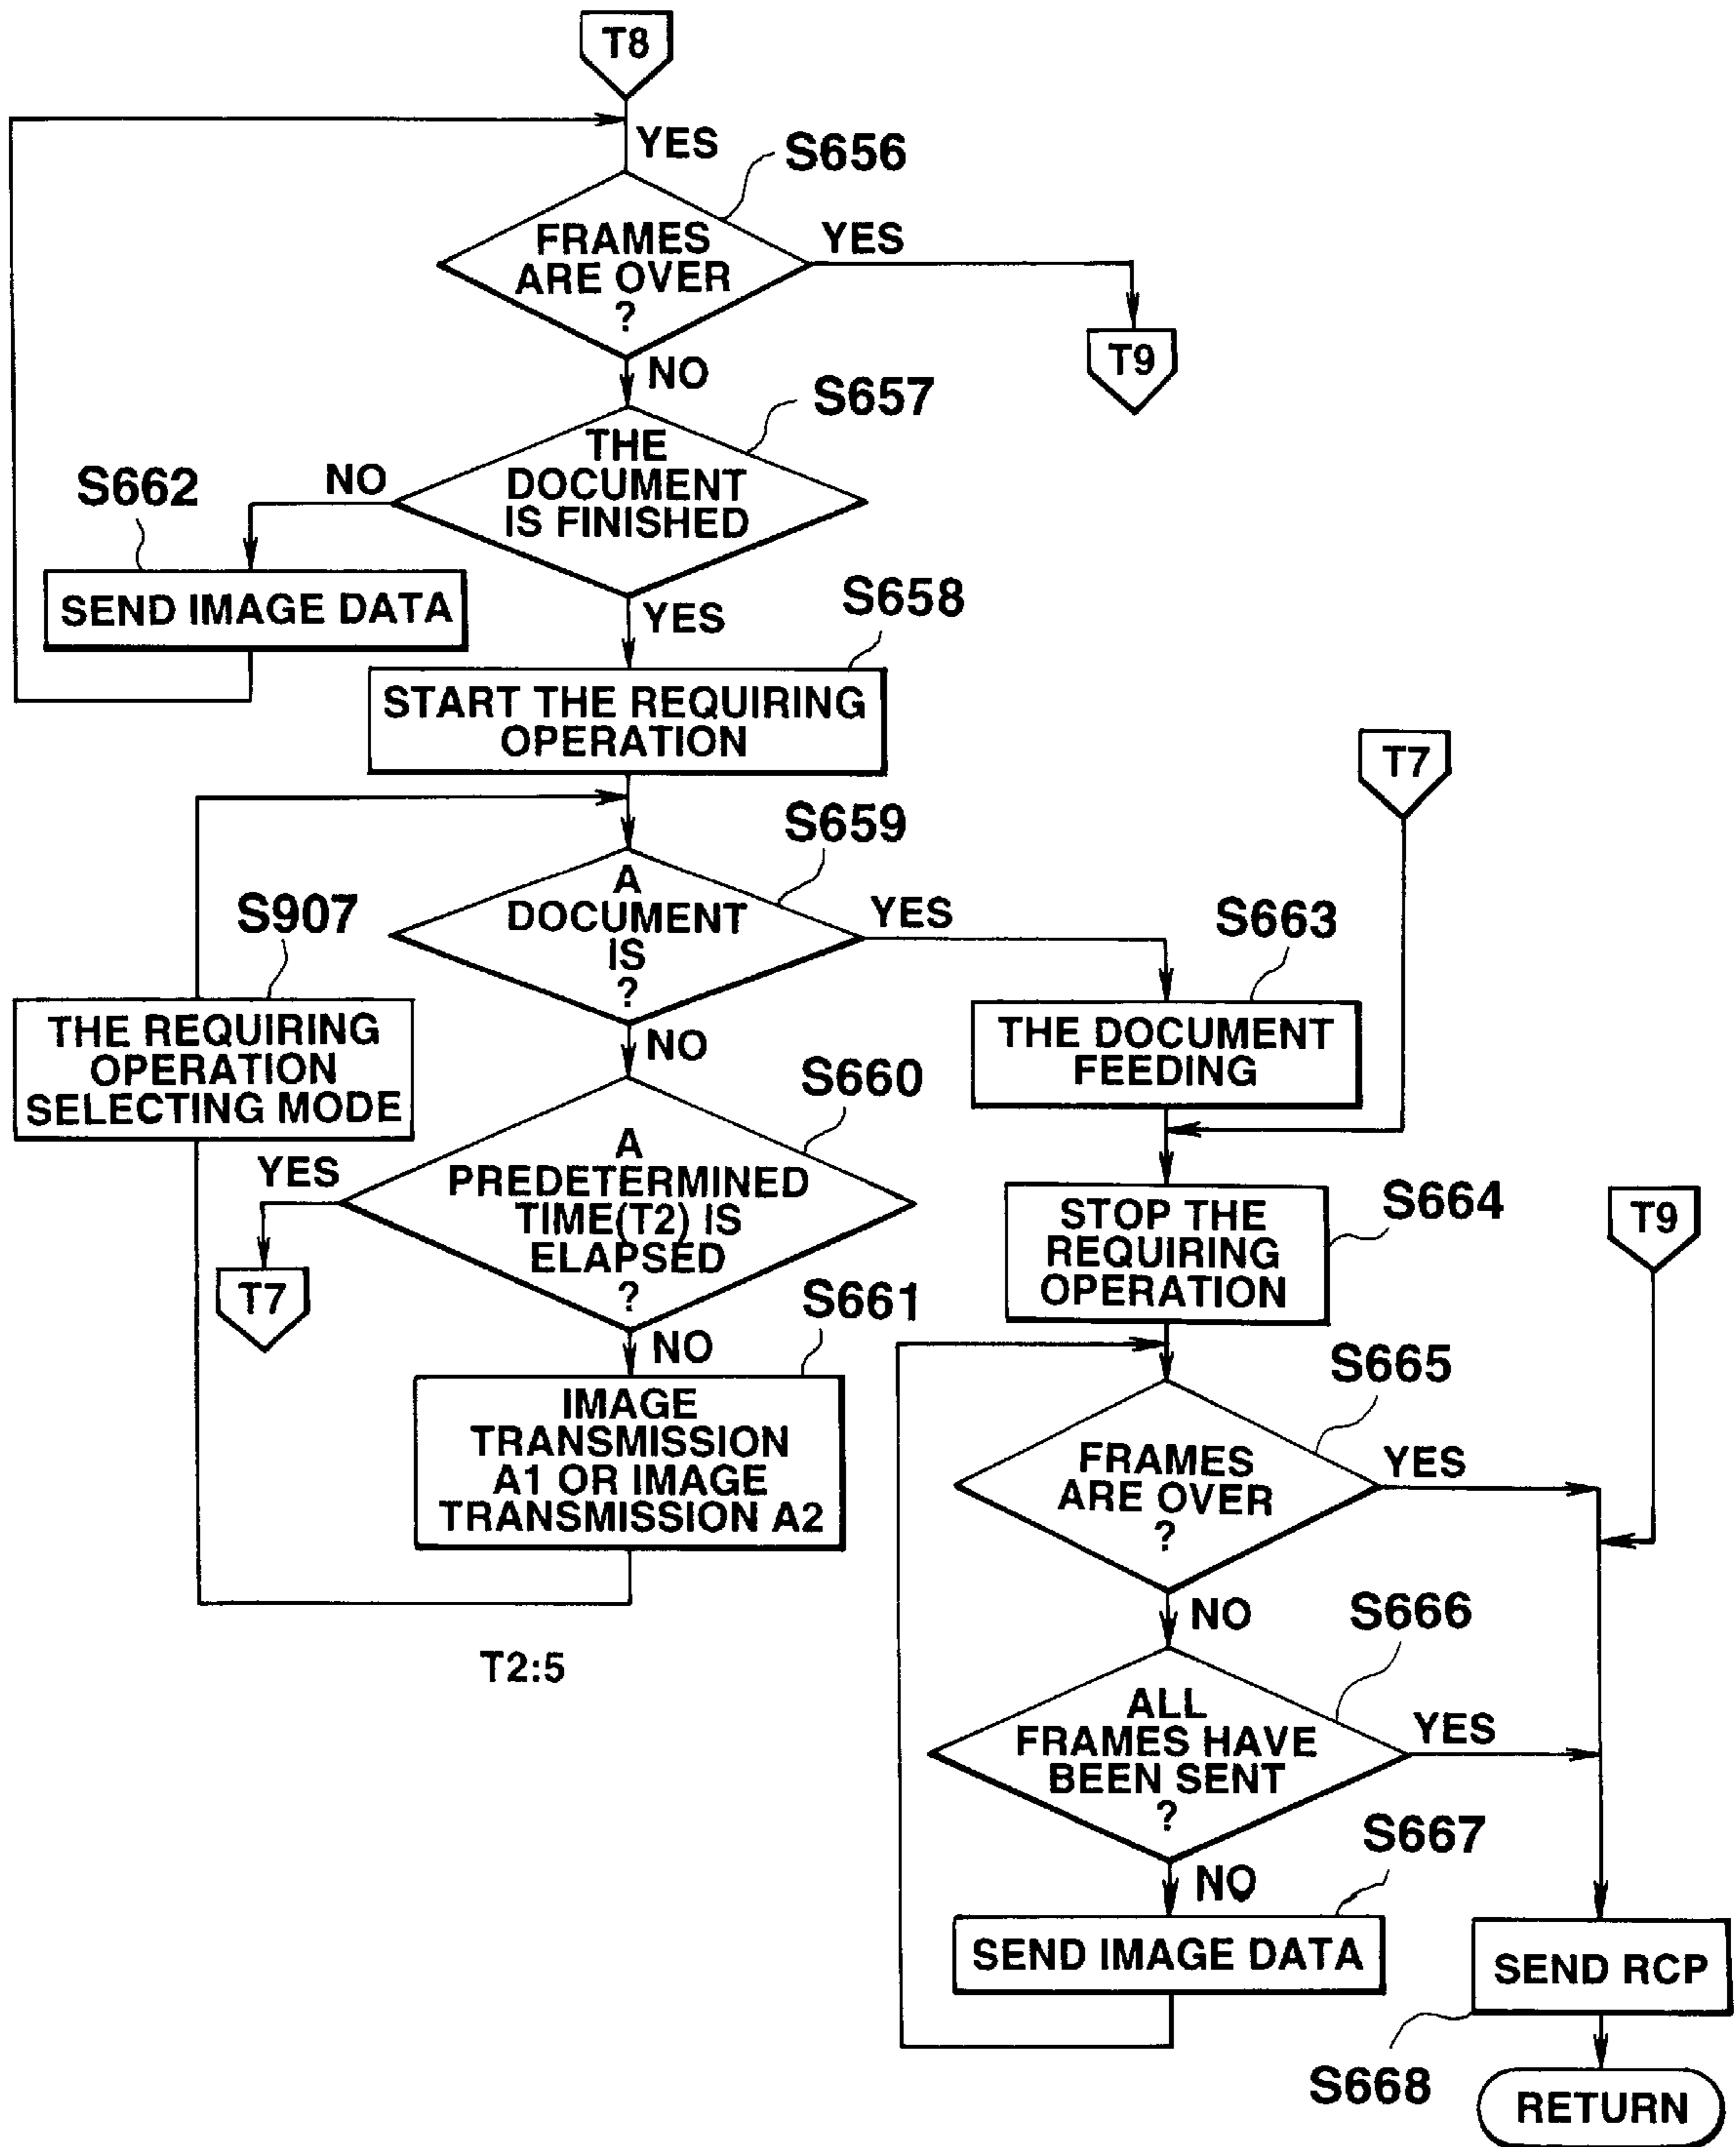 T8
YES
S656
FRAMES
ARE OVER
?
YES
T9
NO
S657
THE
DOCUMENT
IS FINISHED
NO
S662
SEND IMAGE DATA
YES
S658
START THE REQUIRING
OPERATION
T7
S659
A
DOCUMENT
IS
?
YES
S907
THE REQUIRING
OPERATION
SELECTING MODE
S663
THE DOCUMENT
FEEDING
NO
S660
A
PREDETERMINED
TIME(T2) IS
ELAPSED
?
YES
T7
S664
STOP THE
REQUIRING
OPERATION
T9
NO
S661
IMAGE
TRANSMISSION
A1 OR IMAGE
TRANSMISSION A2
T2:5
S665
FRAMES
ARE OVER
?
YES
NO
S666
ALL
FRAMES HAVE
BEEN SENT
?
YES
NO
S667
SEND IMAGE DATA
SEND RCP
S668
RETURN